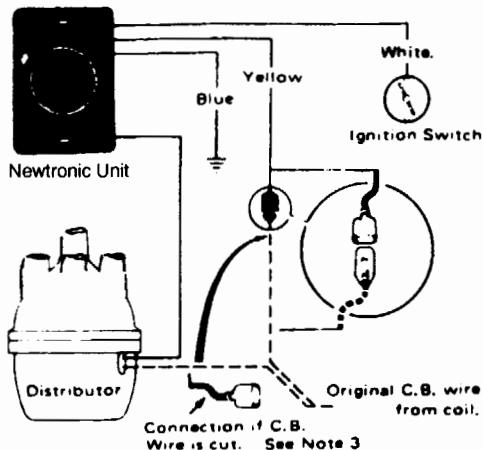 White.
Yellow
Blue
Ignition Switch
Newtronic Unit
Distributor
Original C.B. wire
from coil.
Connection if C.B.
Wire is cut. See Note 3